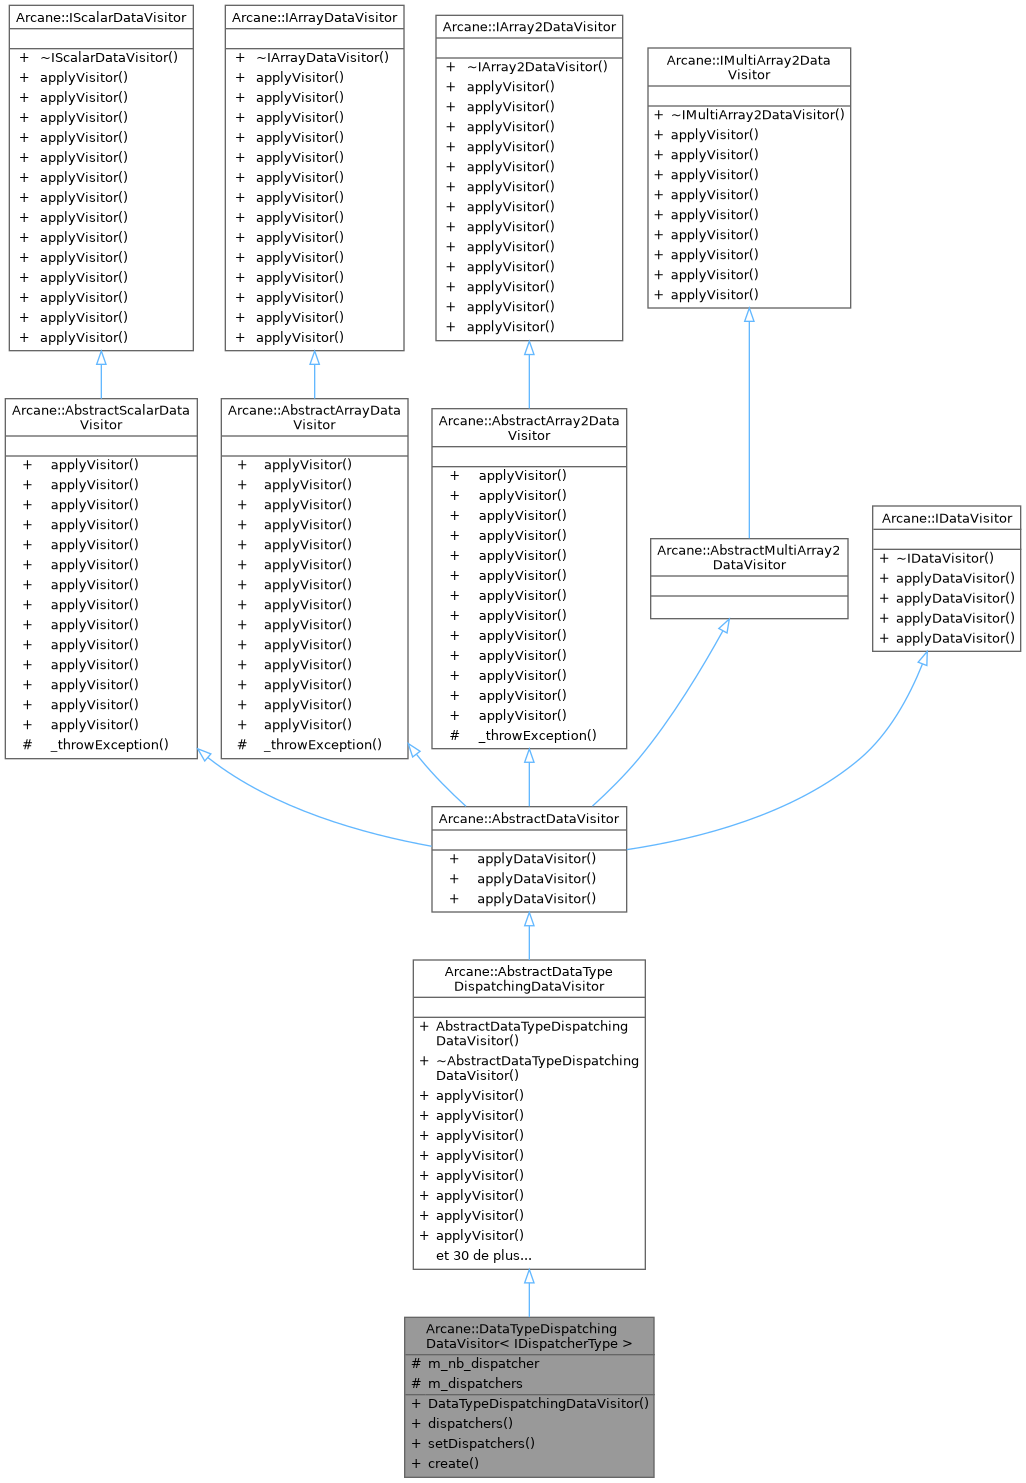 Arcane::IScalarDataVisitor
+ ~IScalarDataVisitor()
+ applyVisitor()
+ applyVisitor()
+ applyVisitor()
+ applyVisitor()
+ applyVisitor()
+ applyVisitor()
+ applyVisitor()
+ applyVisitor()
+ applyVisitor()
+ applyVisitor()
+ applyVisitor()
+ applyVisitor()
+ applyVisitor()
+ applyVisitor()
Arcane::IArrayDataVisitor
+ ~IArrayDataVisitor()
+ applyVisitor()
+ applyVisitor()
+ applyVisitor()
+ applyVisitor()
+ applyVisitor()
+ applyVisitor()
+ applyVisitor()
+ applyVisitor()
+ applyVisitor()
+ applyVisitor()
+ applyVisitor()
+ applyVisitor()
+ applyVisitor()
+ applyVisitor()
Arcane::IArray2DataVisitor
+ ~IArray2DataVisitor()
+ applyVisitor()
+ applyVisitor()
+ applyVisitor()
+ applyVisitor()
+ applyVisitor()
+ applyVisitor()
+ applyVisitor()
+ applyVisitor()
+ applyVisitor()
+ applyVisitor()
+ applyVisitor()
+ applyVisitor()
+ applyVisitor()
Arcane::IMultiArray2Data
Visitor
+ ~IMultiArray2DataVisitor()
+ applyVisitor()
+ applyVisitor()
+ applyVisitor()
+ applyVisitor()
+ applyVisitor()
+ applyVisitor()
+ applyVisitor()
+ applyVisitor()
+ applyVisitor()
Arcane::AbstractScalarData
Visitor
+ applyVisitor()
+ applyVisitor()
+ applyVisitor()
+ applyVisitor()
+ applyVisitor()
+ applyVisitor()
+ applyVisitor()
+ applyVisitor()
+ applyVisitor()
+ applyVisitor()
+ applyVisitor()
+ applyVisitor()
+ applyVisitor()
+ applyVisitor()
# _throwException()
Arcane::AbstractArrayData
Visitor
+ applyVisitor()
+ applyVisitor()
+ applyVisitor()
+ applyVisitor()
+ applyVisitor()
+ applyVisitor()
+ applyVisitor()
+ applyVisitor()
+ applyVisitor()
+ applyVisitor()
+ applyVisitor()
+ applyVisitor()
+ applyVisitor()
+ applyVisitor()
# _throwException()
Arcane::AbstractArray2Data
Visitor
+ applyVisitor()
+ applyVisitor()
+ applyVisitor()
+ applyVisitor()
+ applyVisitor()
+ applyVisitor()
+ applyVisitor()
+ applyVisitor()
+ applyVisitor()
+ applyVisitor()
+ applyVisitor()
+ applyVisitor()
+ applyVisitor()
# _throwException()
Arcane::AbstractMultiArray2
DataVisitor
Arcane::IDataVisitor
+ ~IDataVisitor()
+ applyDataVisitor()
+ applyDataVisitor()
+ applyDataVisitor()
+ applyDataVisitor()
Arcane::AbstractDataVisitor
+ applyDataVisitor()
+ applyDataVisitor()
+ applyDataVisitor()
Arcane::AbstractDataType
DispatchingDataVisitor
+ AbstractDataTypeDispatching
DataVisitor()
+ ~AbstractDataTypeDispatching
DataVisitor()
+ applyVisitor()
+ applyVisitor()
+ applyVisitor()
+ applyVisitor()
+ applyVisitor()
+ applyVisitor()
+ applyVisitor()
+ applyVisitor()
et 30 de plus...
Arcane::DataTypeDispatching
DataVisitor< IDispatcherType >
# m_nb_dispatcher
# m_dispatchers
+ DataTypeDispatchingDataVisitor()
+ dispatchers()
+ setDispatchers()
+ create()